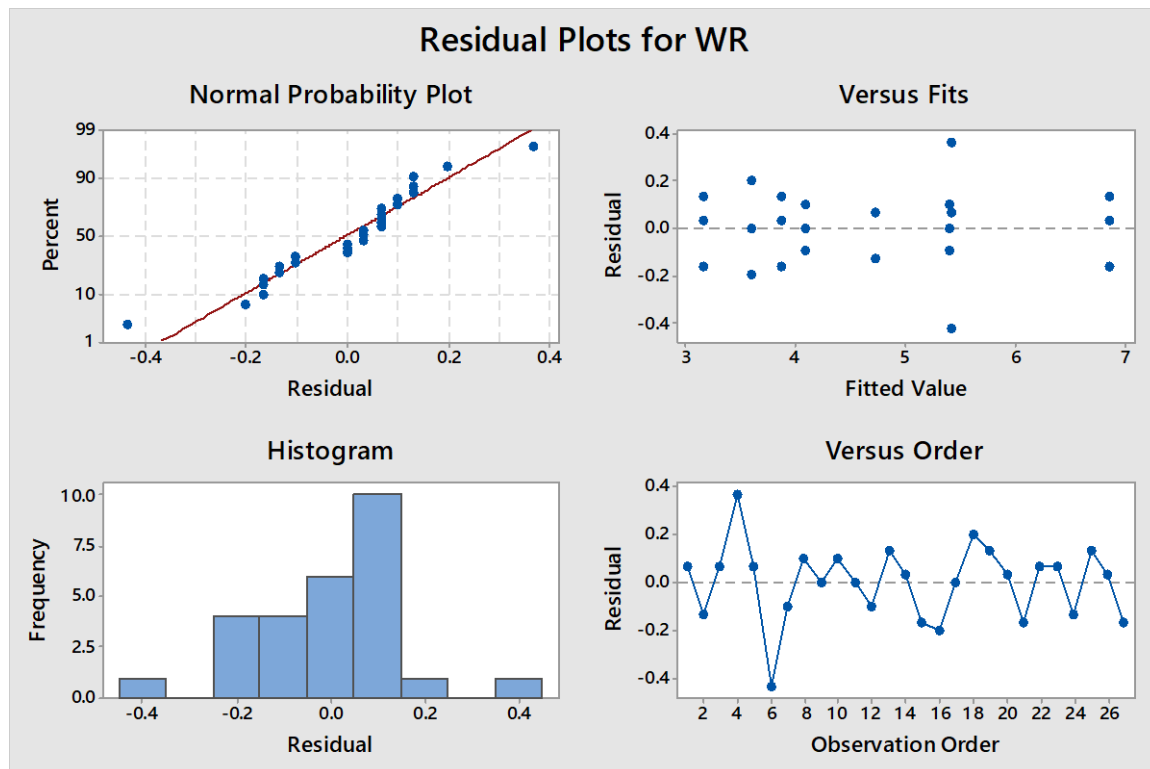 Residual Plots for WR
Normal Probability Plot
99
90
50
10
1
Percent
-0.4 -0.2 0.0 0.2 0.4
Residual
Versus Fits
0.4
0.2
0.0
-0.2
-0.4
Residual
3 4 5 6 7
Fitted Value
Histogram
10.0
7.5
5.0
2.5
0.0
Frequency
-0.4 -0.2 0.0 0.2 0.4
Residual
Versus Order
0.4
0.2
0.0
-0.2
-0.4
Residual
2 4 6 8 10 12 14 16 18 20 22 24 26
Observation Order